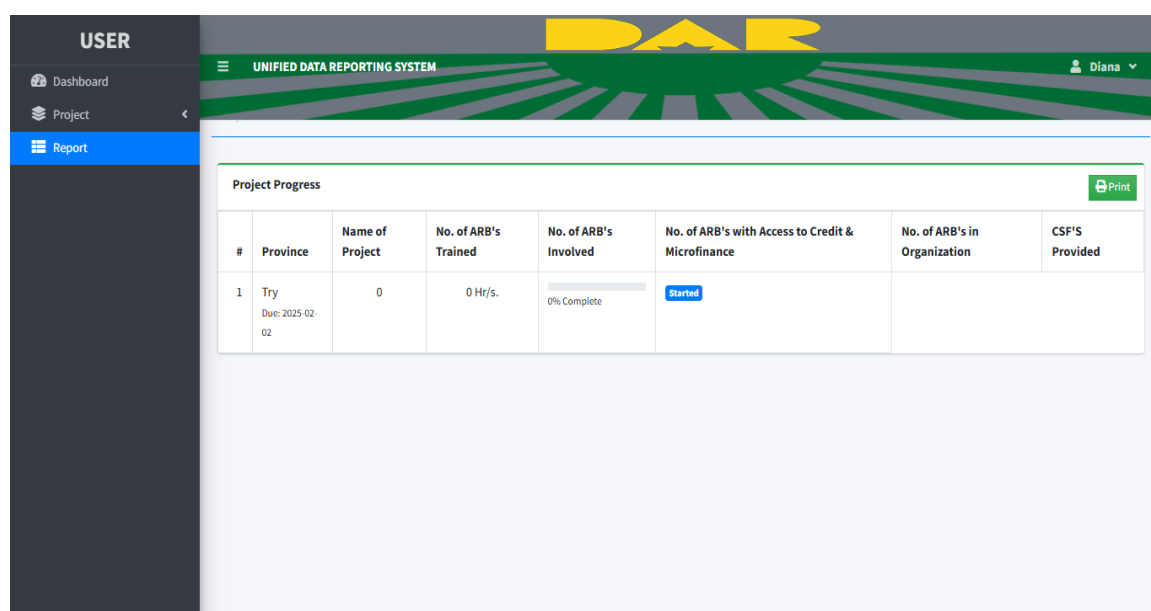 USER
Dashboard
Project
Report
DAR
UNIFIED DATA REPORTING SYSTEM
Diana
Project Progress
Print
#
Province
Name of
Project
No. of ARB's
Trained
No. of ARB's
Involved
No. of ARB's with Access to Credit &
Microfinance
No. of ARB's in
Organization
CSF'S
Provided
1
Try
Due: 2025-02-
02
0
0 Hr/s.
0% Complete
Started